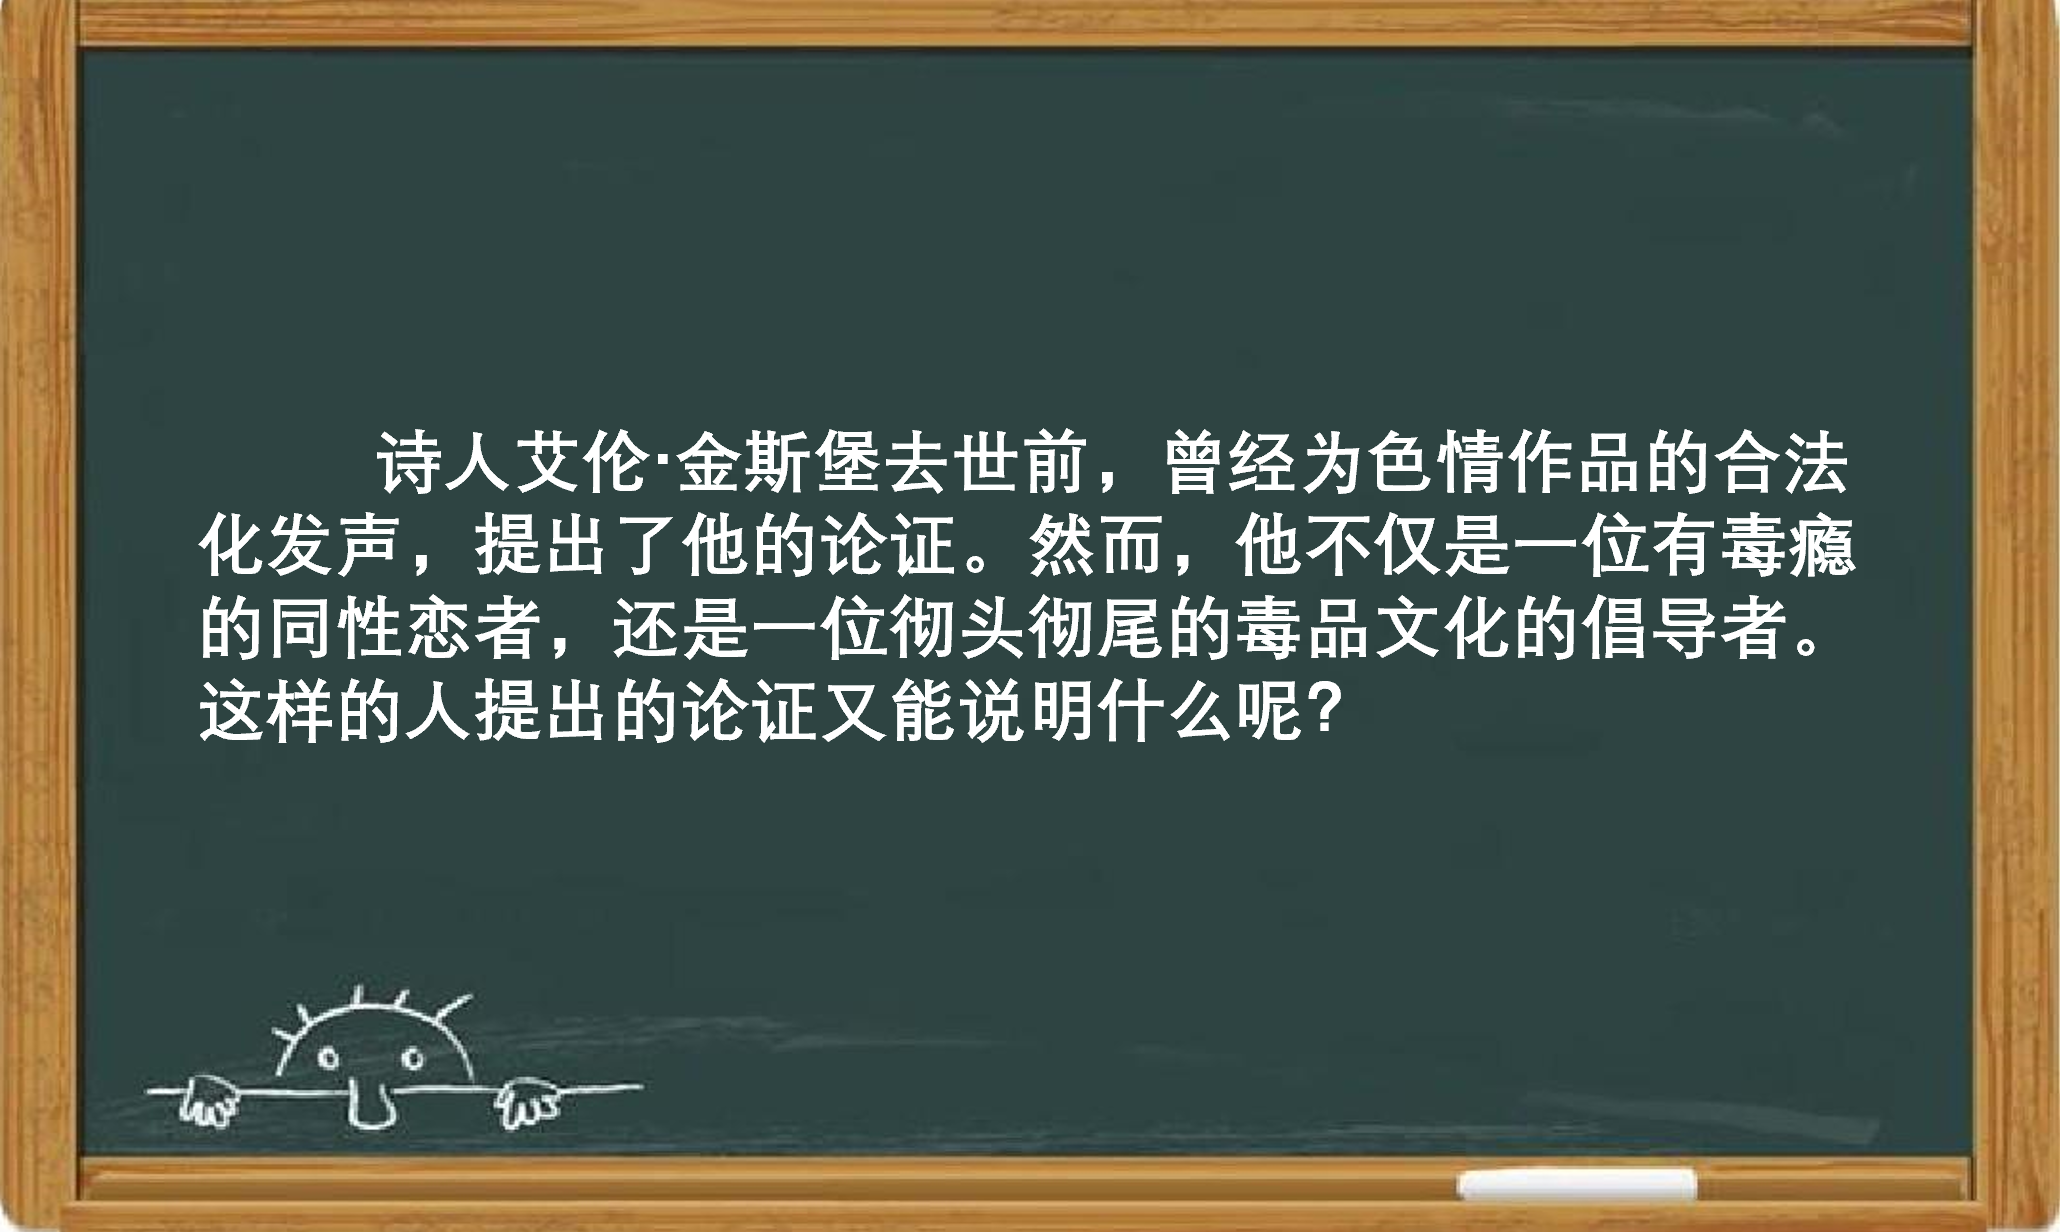 诗人艾伦·金斯堡去世前，曾经为色情作品的合法
化发声，提出了他的论证。然而，他不仅是一位有毒瘾
的同性恋者，还是一位彻头彻尾的毒品文化的倡导者。
这样的人提出的论证又能说明什么呢？